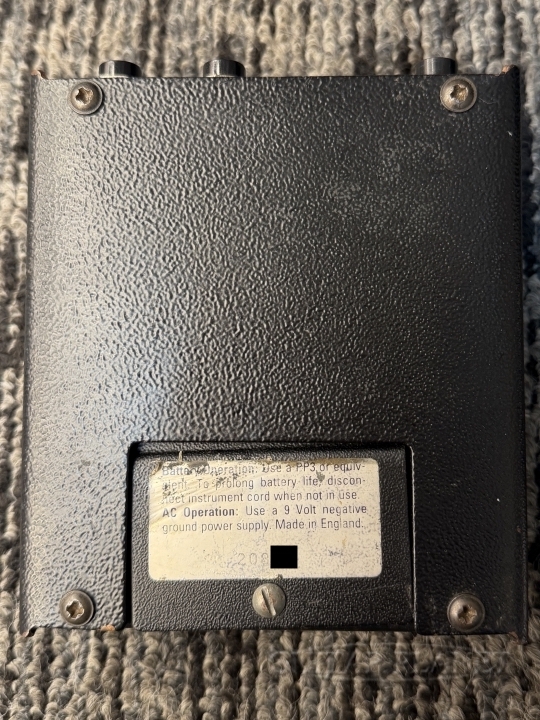 Battery Operation: Use a PP3 or equiv-
alent. To prolong battery life, discon-
nect instrument cord when not in use.
AC Operation: Use a 9 Volt negative
ground power supply. Made in England.
208